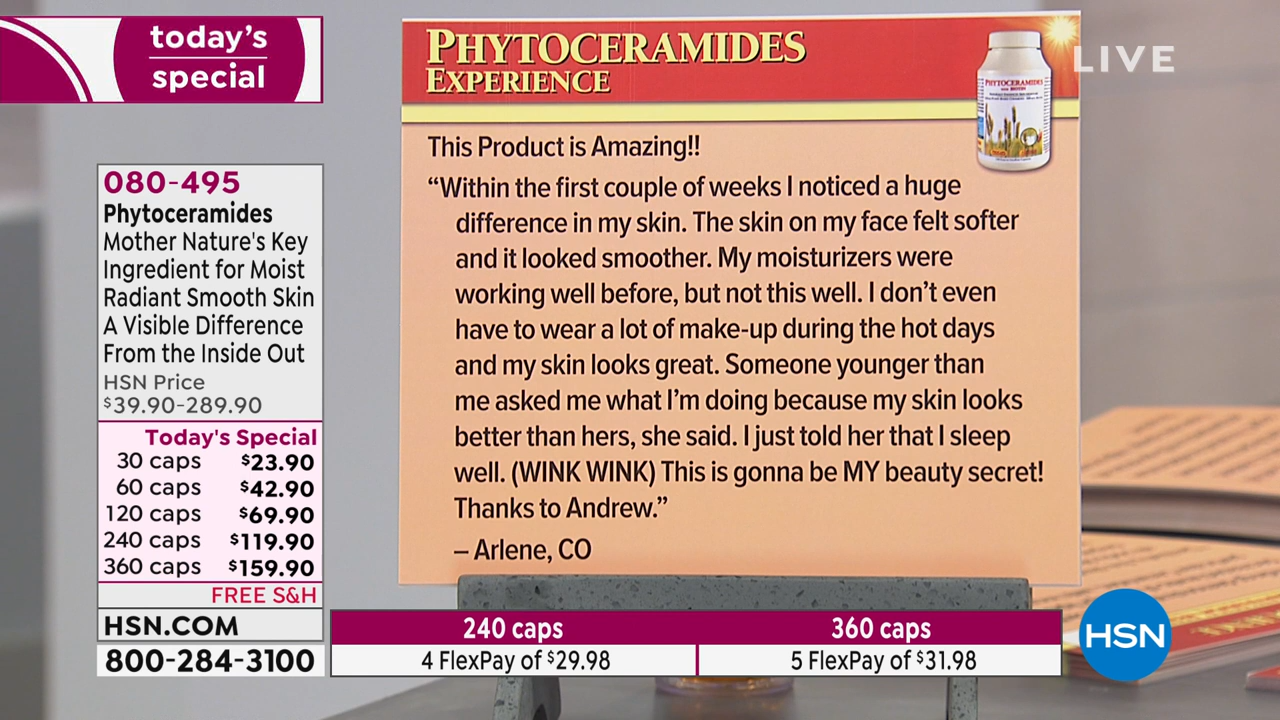 today's
special
PHYTOCERAMIDES
EXPERIENCE
LIVE
PHYTOCERAMIDES
This Product is Amazing!!
“Within the first couple of weeks I noticed a huge
difference in my skin. The skin on my face felt softer
and it looked smoother. My moisturizers were
working well before, but not this well. I don’t even
have to wear a lot of make-up during the hot days
and my skin looks great. Someone younger than
me asked me what I’m doing because my skin looks
better than hers, she said. I just told her that I sleep
well. (WINK WINK) This is gonna be MY beauty secret!
Thanks to Andrew.”
– Arlene, CO
080-495
Phytoceramides
Mother Nature's Key
Ingredient for Moist
Radiant Smooth Skin
A Visible Difference
From the Inside Out
HSN Price
$39.90-289.90
Today's Special
30 caps $23.90
60 caps $42.90
120 caps $69.90
240 caps $119.90
360 caps $159.90
FREE S&H
HSN.COM
800-284-3100
240 caps 360 caps
4 FlexPay of $29.98 5 FlexPay of $31.98
HSN